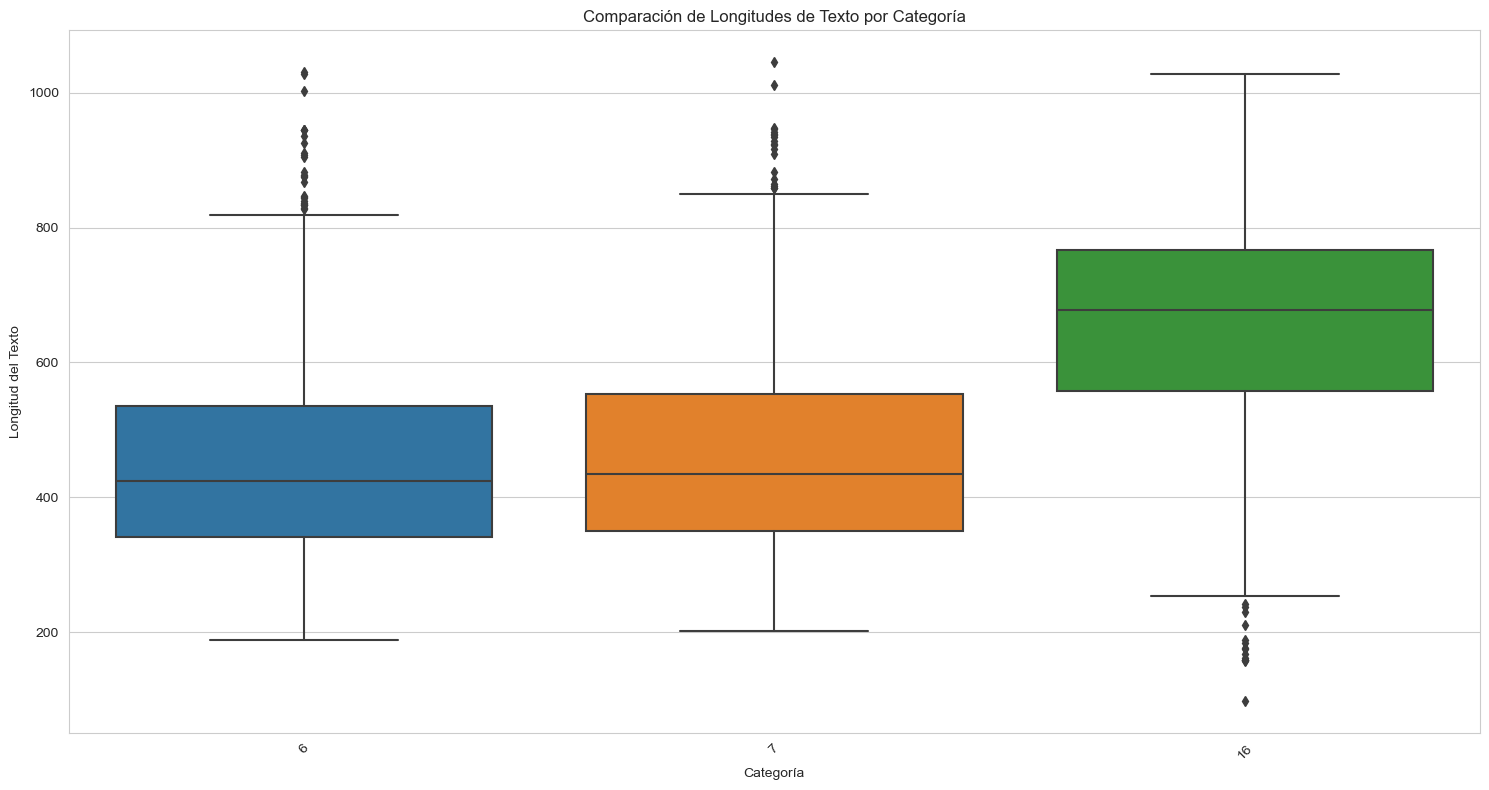 Comparación de Longitudes de Texto por Categoría
Longitud del Texto
1000
800
600
400
200
6
7
16
Categoría